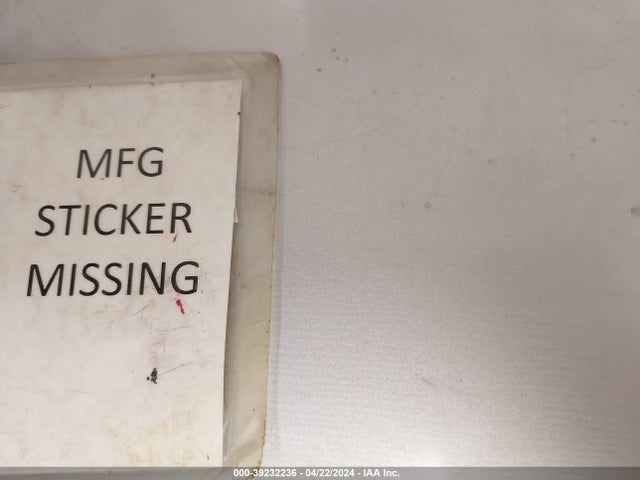 MFG
STICKER
MISSING
000-39232236 - 04/22/2024 - IAA Inc.